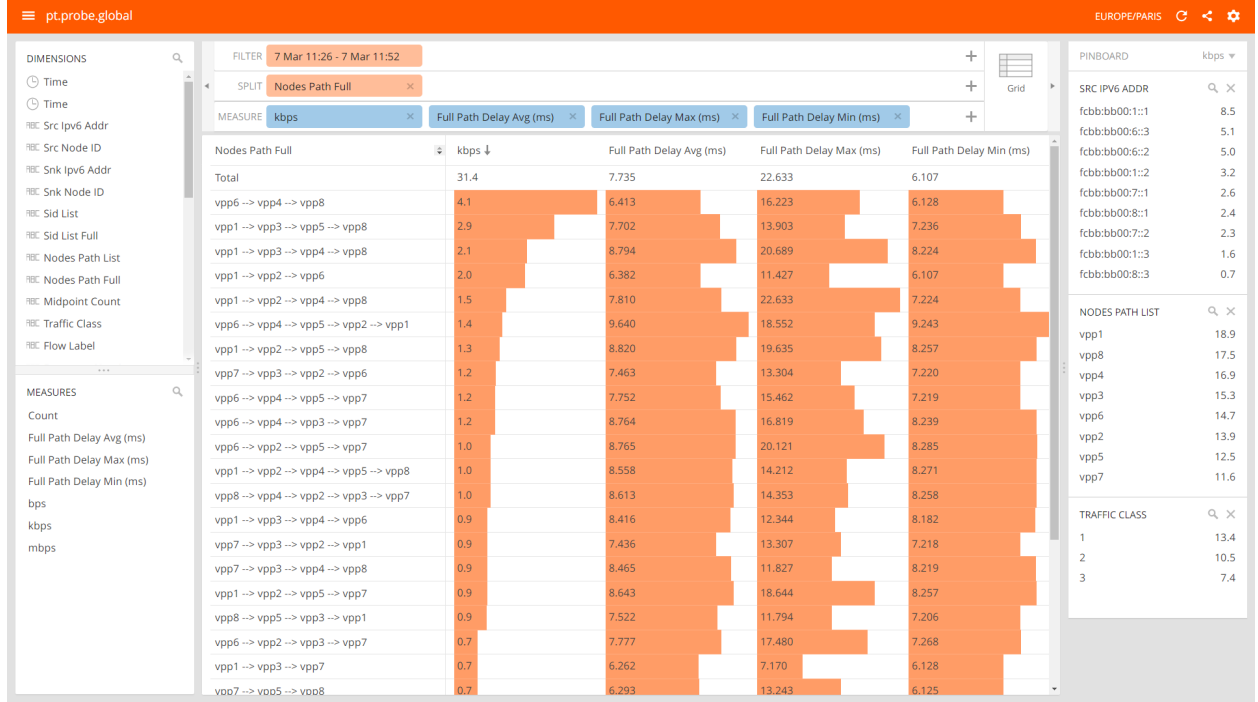 pt.probe.global
EUROPE/PARIS
DIMENSIONS
Time
Time
ABC Src Ipv6 Addr
ABC Src Node ID
ABC Snk Ipv6 Addr
ABC Snk Node ID
ABC Sid List
ABC Sid List Full
ABC Nodes Path List
ABC Nodes Path Full
ABC Midpoint Count
ABC Traffic Class
ABC Flow Label
MEASURES
Count
Full Path Delay Avg (ms)
Full Path Delay Max (ms)
Full Path Delay Min (ms)
bps
kbps
mbps
FILTER 7 Mar 11:26 - 7 Mar 11:52
SPLIT Nodes Path Full
MEASURE kbps Full Path Delay Avg (ms) Full Path Delay Max (ms) Full Path Delay Min (ms)
Grid
Nodes Path Full kbps Full Path Delay Avg (ms) Full Path Delay Max (ms) Full Path Delay Min (ms)
Total 31.4 7.735 22.633 6.107
vpp6 --> vpp4 --> vpp8 4.1 6.413 16.223 6.128
vpp1 --> vpp3 --> vpp5 --> vpp8 2.9 7.702 13.903 7.236
vpp1 --> vpp3 --> vpp4 --> vpp8 2.1 8.794 20.689 8.224
vpp1 --> vpp2 --> vpp6 2.0 6.382 11.427 6.107
vpp1 --> vpp2 --> vpp4 --> vpp8 1.5 7.810 22.633 7.224
vpp6 --> vpp4 --> vpp5 --> vpp2 --> vpp1 1.4 9.640 18.552 9.243
vpp1 --> vpp2 --> vpp5 --> vpp8 1.3 8.820 19.635 8.257
vpp7 --> vpp3 --> vpp2 --> vpp6 1.2 7.463 13.304 7.220
vpp6 --> vpp4 --> vpp5 --> vpp7 1.2 7.752 15.462 7.219
vpp6 --> vpp4 --> vpp3 --> vpp7 1.2 8.764 16.819 8.239
vpp6 --> vpp2 --> vpp5 --> vpp7 1.0 8.765 20.121 8.285
vpp1 --> vpp2 --> vpp4 --> vpp5 --> vpp8 1.0 8.558 14.212 8.271
vpp8 --> vpp4 --> vpp2 --> vpp3 --> vpp7 1.0 8.613 14.353 8.258
vpp1 --> vpp3 --> vpp4 --> vpp6 0.9 8.416 12.344 8.182
vpp7 --> vpp3 --> vpp2 --> vpp1 0.9 7.436 13.307 7.218
vpp7 --> vpp3 --> vpp4 --> vpp8 0.9 8.465 11.827 8.219
vpp1 --> vpp2 --> vpp5 --> vpp7 0.9 8.643 18.644 8.257
vpp8 --> vpp5 --> vpp3 --> vpp1 0.9 7.522 11.794 7.206
vpp6 --> vpp2 --> vpp3 --> vpp7 0.7 7.777 17.480 7.268
vpp1 --> vpp3 --> vpp7 0.7 6.262 7.170 6.128
vpp7 --> vpp5 --> vpp8 0.7 6.293 13.243 6.125
PINBOARD kbps
SRC IPV6 ADDR
fcbb:bb00:1::1 8.5
fcbb:bb00:6::3 5.1
fcbb:bb00:6::2 5.0
fcbb:bb00:1::2 3.2
fcbb:bb00:7::1 2.6
fcbb:bb00:8::1 2.4
fcbb:bb00:7::2 2.3
fcbb:bb00:1::3 1.6
fcbb:bb00:8::3 0.7
NODES PATH LIST
vpp1 18.9
vpp8 17.5
vpp4 16.9
vpp3 15.3
vpp6 14.7
vpp2 13.9
vpp5 12.5
vpp7 11.6
TRAFFIC CLASS
1 13.4
2 10.5
3 7.4